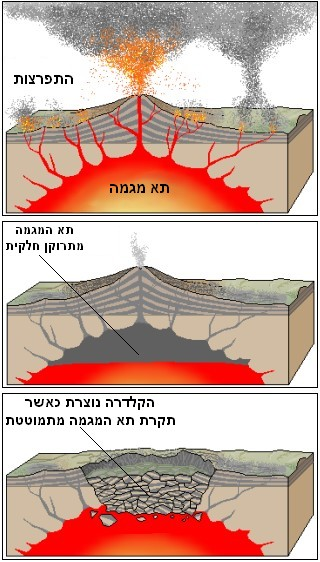 התפרצות
תא מגמה
תא המגמה
מתרוקן חלקית
הקלדרה נוצרת כאשר
תקרת תא המגמה מתמוטטת